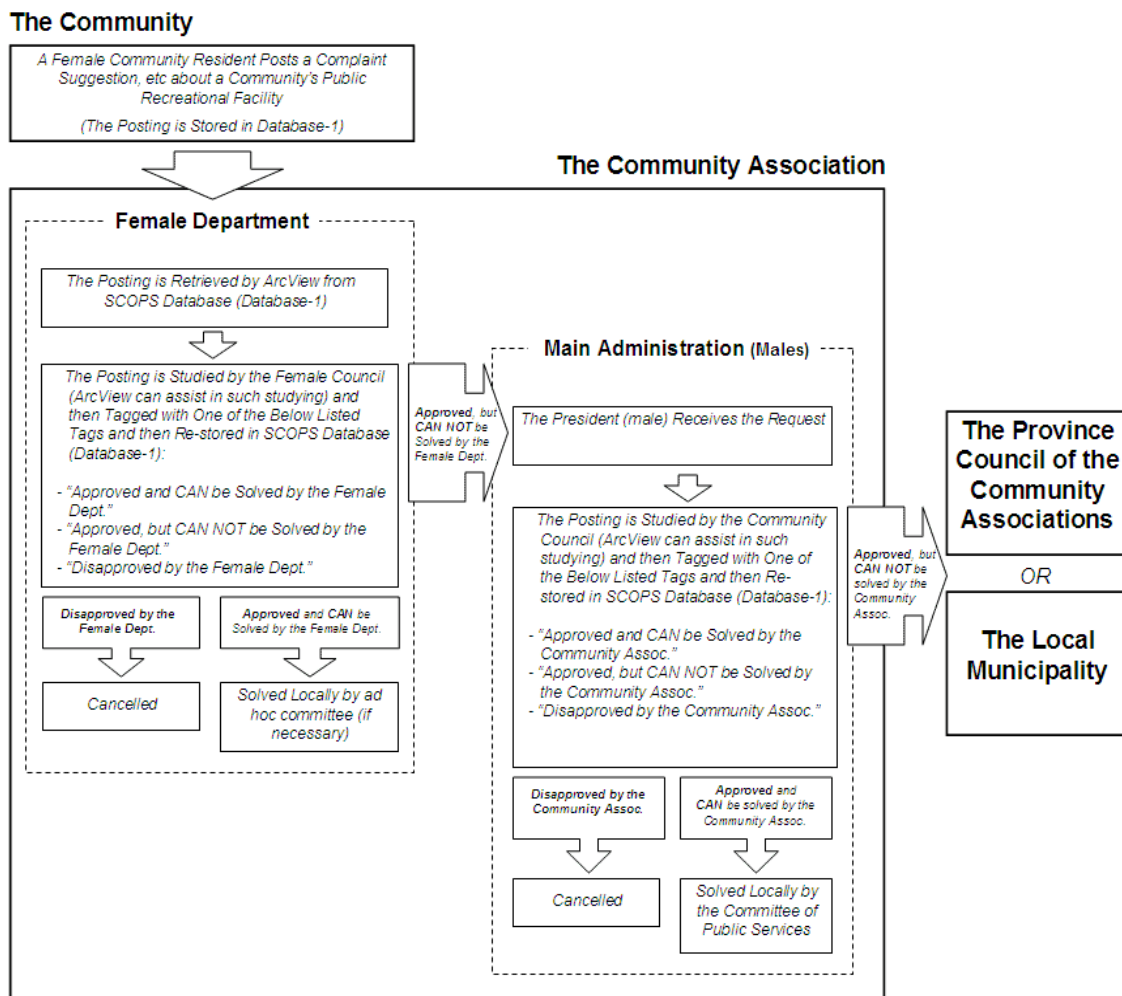 The Community
A Female Community Resident Posts a Complaint
Suggestion, etc about a Community's Public
Recreational Facility
(The Posting is Stored in Database-1)
The Community Association
Female Department
The Posting is Retrieved by ArcView from
SCOPS Database (Database-1)
The Posting is Studied by the Female Council
(ArcView can assist in such studying) and
then Tagged with One of the Below Listed
Tags and then Re-stored in SCOPS Database
(Database-1):
- "Approved and CAN be Solved by the Female
Dept."
- "Approved, but CAN NOT be Solved by the
Female Dept."
- "Disapproved by the Female Dept."
Disapproved by the
Female Dept.
Approved and CAN be
Solved by the Female Dept.
Cancelled
Solved Locally by ad
hoc committee (if
necessary)
Approved, but
CAN NOT be
Solved by the
Female Dept.
Main Administration (Males)
The President (male) Receives the Request
The Posting is Studied by the Community
Council (ArcView can assist in such
studying) and then Tagged with One of
the Below Listed Tags and then Re-
stored in SCOPS Database (Database-1):
- "Approved and CAN be Solved by the
Community Assoc."
- "Approved, but CAN NOT be Solved by
the Community Assoc."
- "Disapproved by the Community Assoc."
Disapproved by the
Community Assoc.
Approved and
CAN be solved by the
Community Assoc.
Cancelled
Solved Locally by
the Committee of
Public Services
Approved, but
CAN NOT be
solved by the
Community
Assoc.
The Province
Council of the
Community
Associations
OR
The Local
Municipality